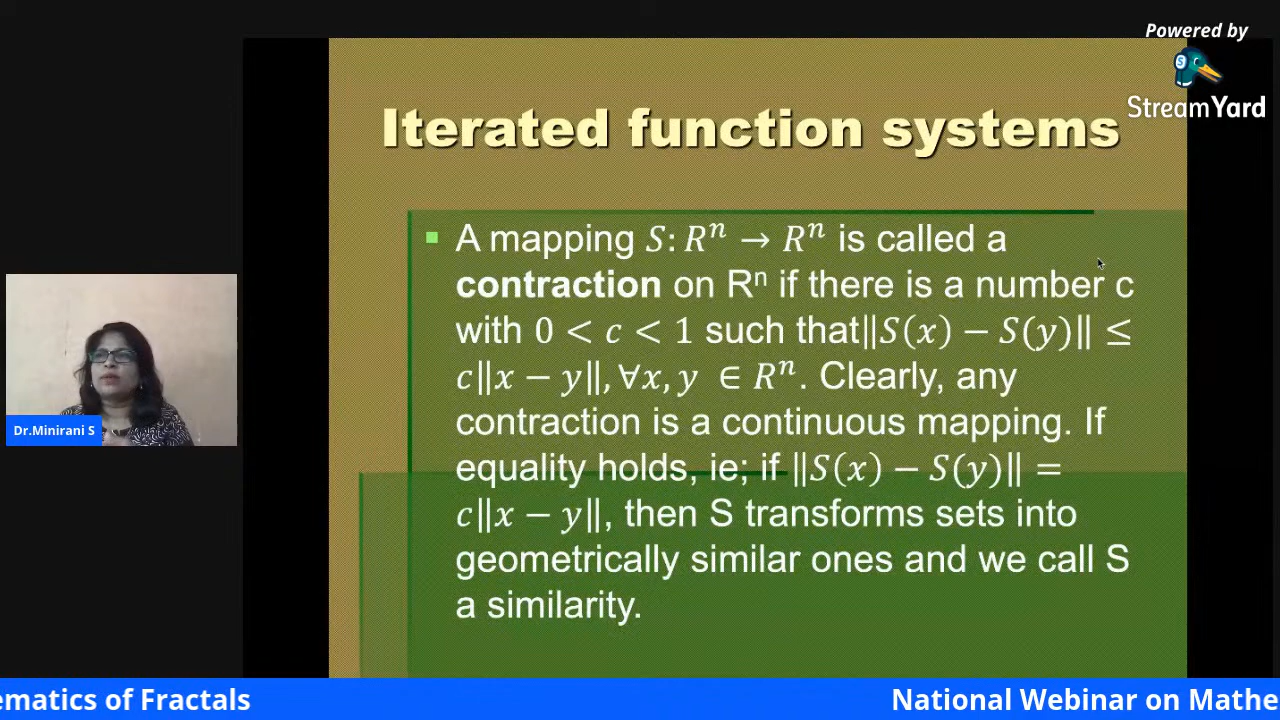 Powered by
StreamYard
Iterated function systems
A mapping 𝑆: 𝑅ⁿ → 𝑅ⁿ is called a
contraction on Rⁿ if there is a number c
with 0 < 𝑐 < 1 such that‖𝑆(𝑥) − 𝑆(𝑦)‖ ≤
𝑐‖𝑥 − 𝑦‖, ∀𝑥, 𝑦 ∈ 𝑅ⁿ. Clearly, any
contraction is a continuous mapping. If
equality holds, ie; if ‖𝑆(𝑥) − 𝑆(𝑦)‖ =
𝑐‖𝑥 − 𝑦‖, then S transforms sets into
geometrically similar ones and we call S
a similarity.
Dr.Minirani S
ematics of Fractals
National Webinar on Mathe